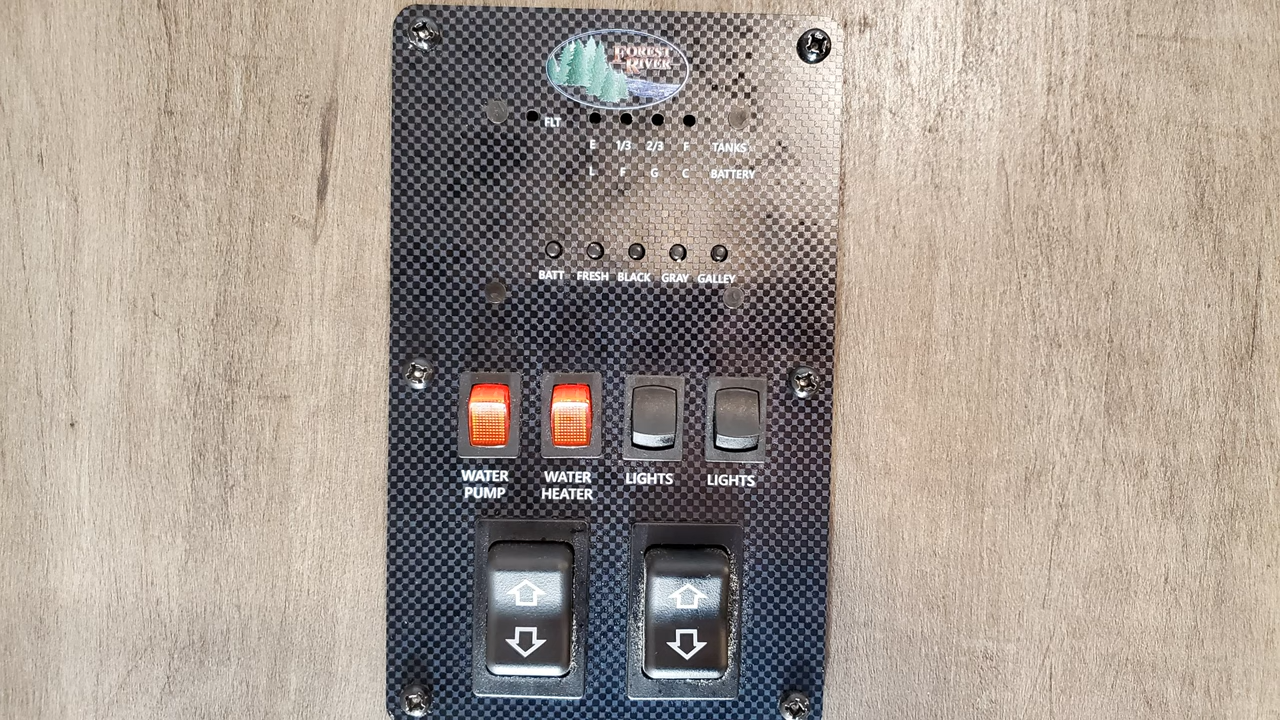 FOREST
RIVER
FLT
E 1/3 2/3 F TANKS
L F G C BATTERY
BATT FRESH BLACK GRAY GALLEY
WATER PUMP
WATER HEATER
LIGHTS
LIGHTS